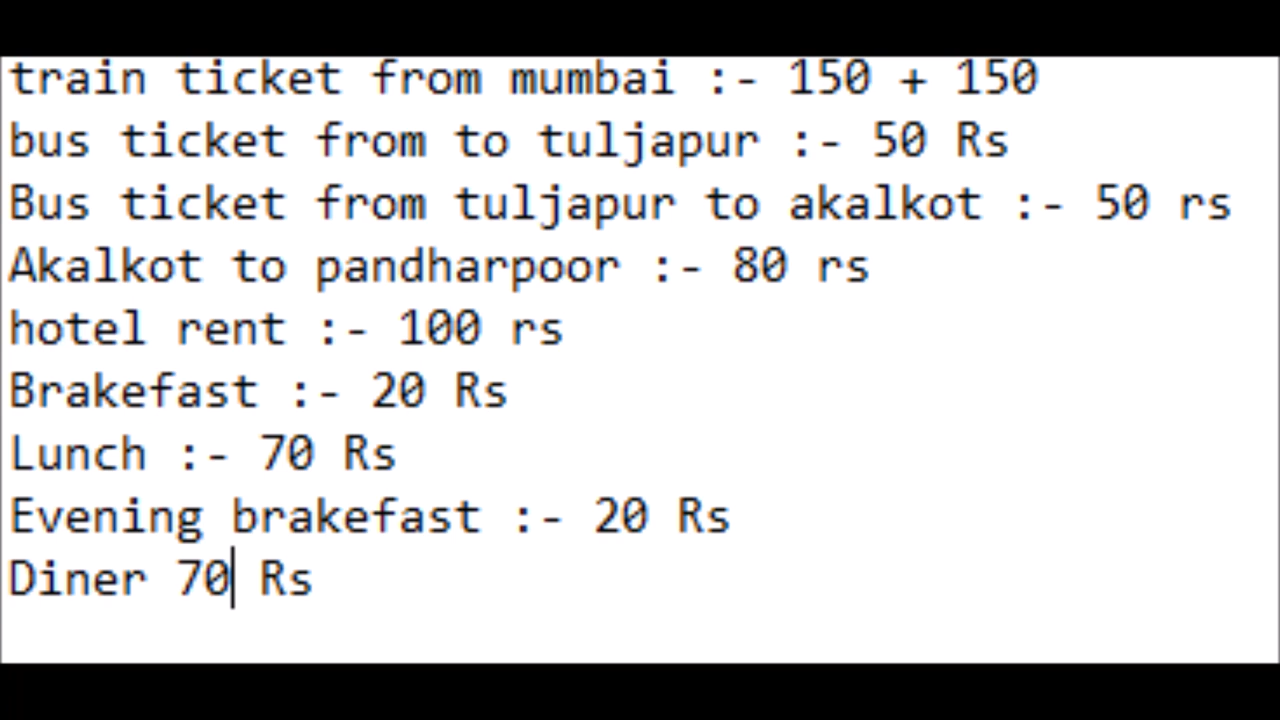 train ticket from mumbai :- 150 + 150
bus ticket from to tuljapur :- 50 Rs
Bus ticket from tuljapur to akalkot :- 50 rs
Akalkot to pandharpoor :- 80 rs
hotel rent :- 100 rs
Brakefast :- 20 Rs
Lunch :- 70 Rs
Evening brakefast :- 20 Rs
Diner 70 Rs